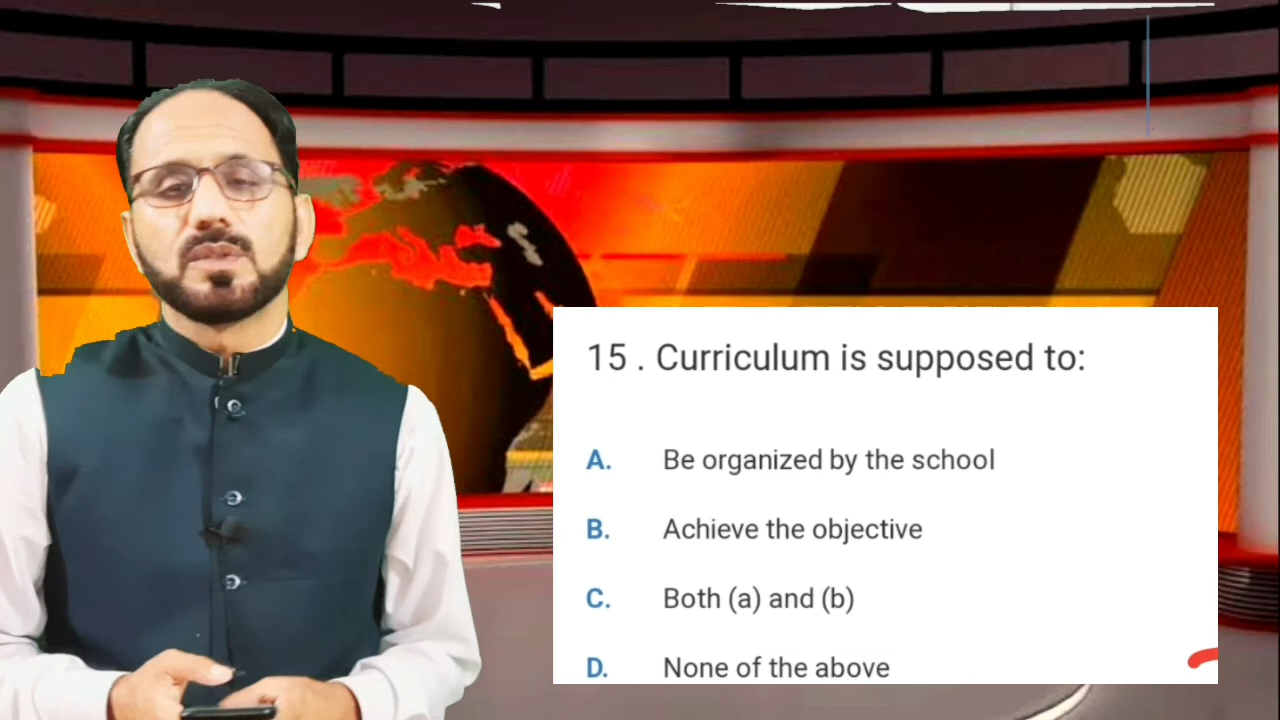 15 . Curriculum is supposed to:
A. Be organized by the school
B. Achieve the objective
C. Both (a) and (b)
D. None of the above